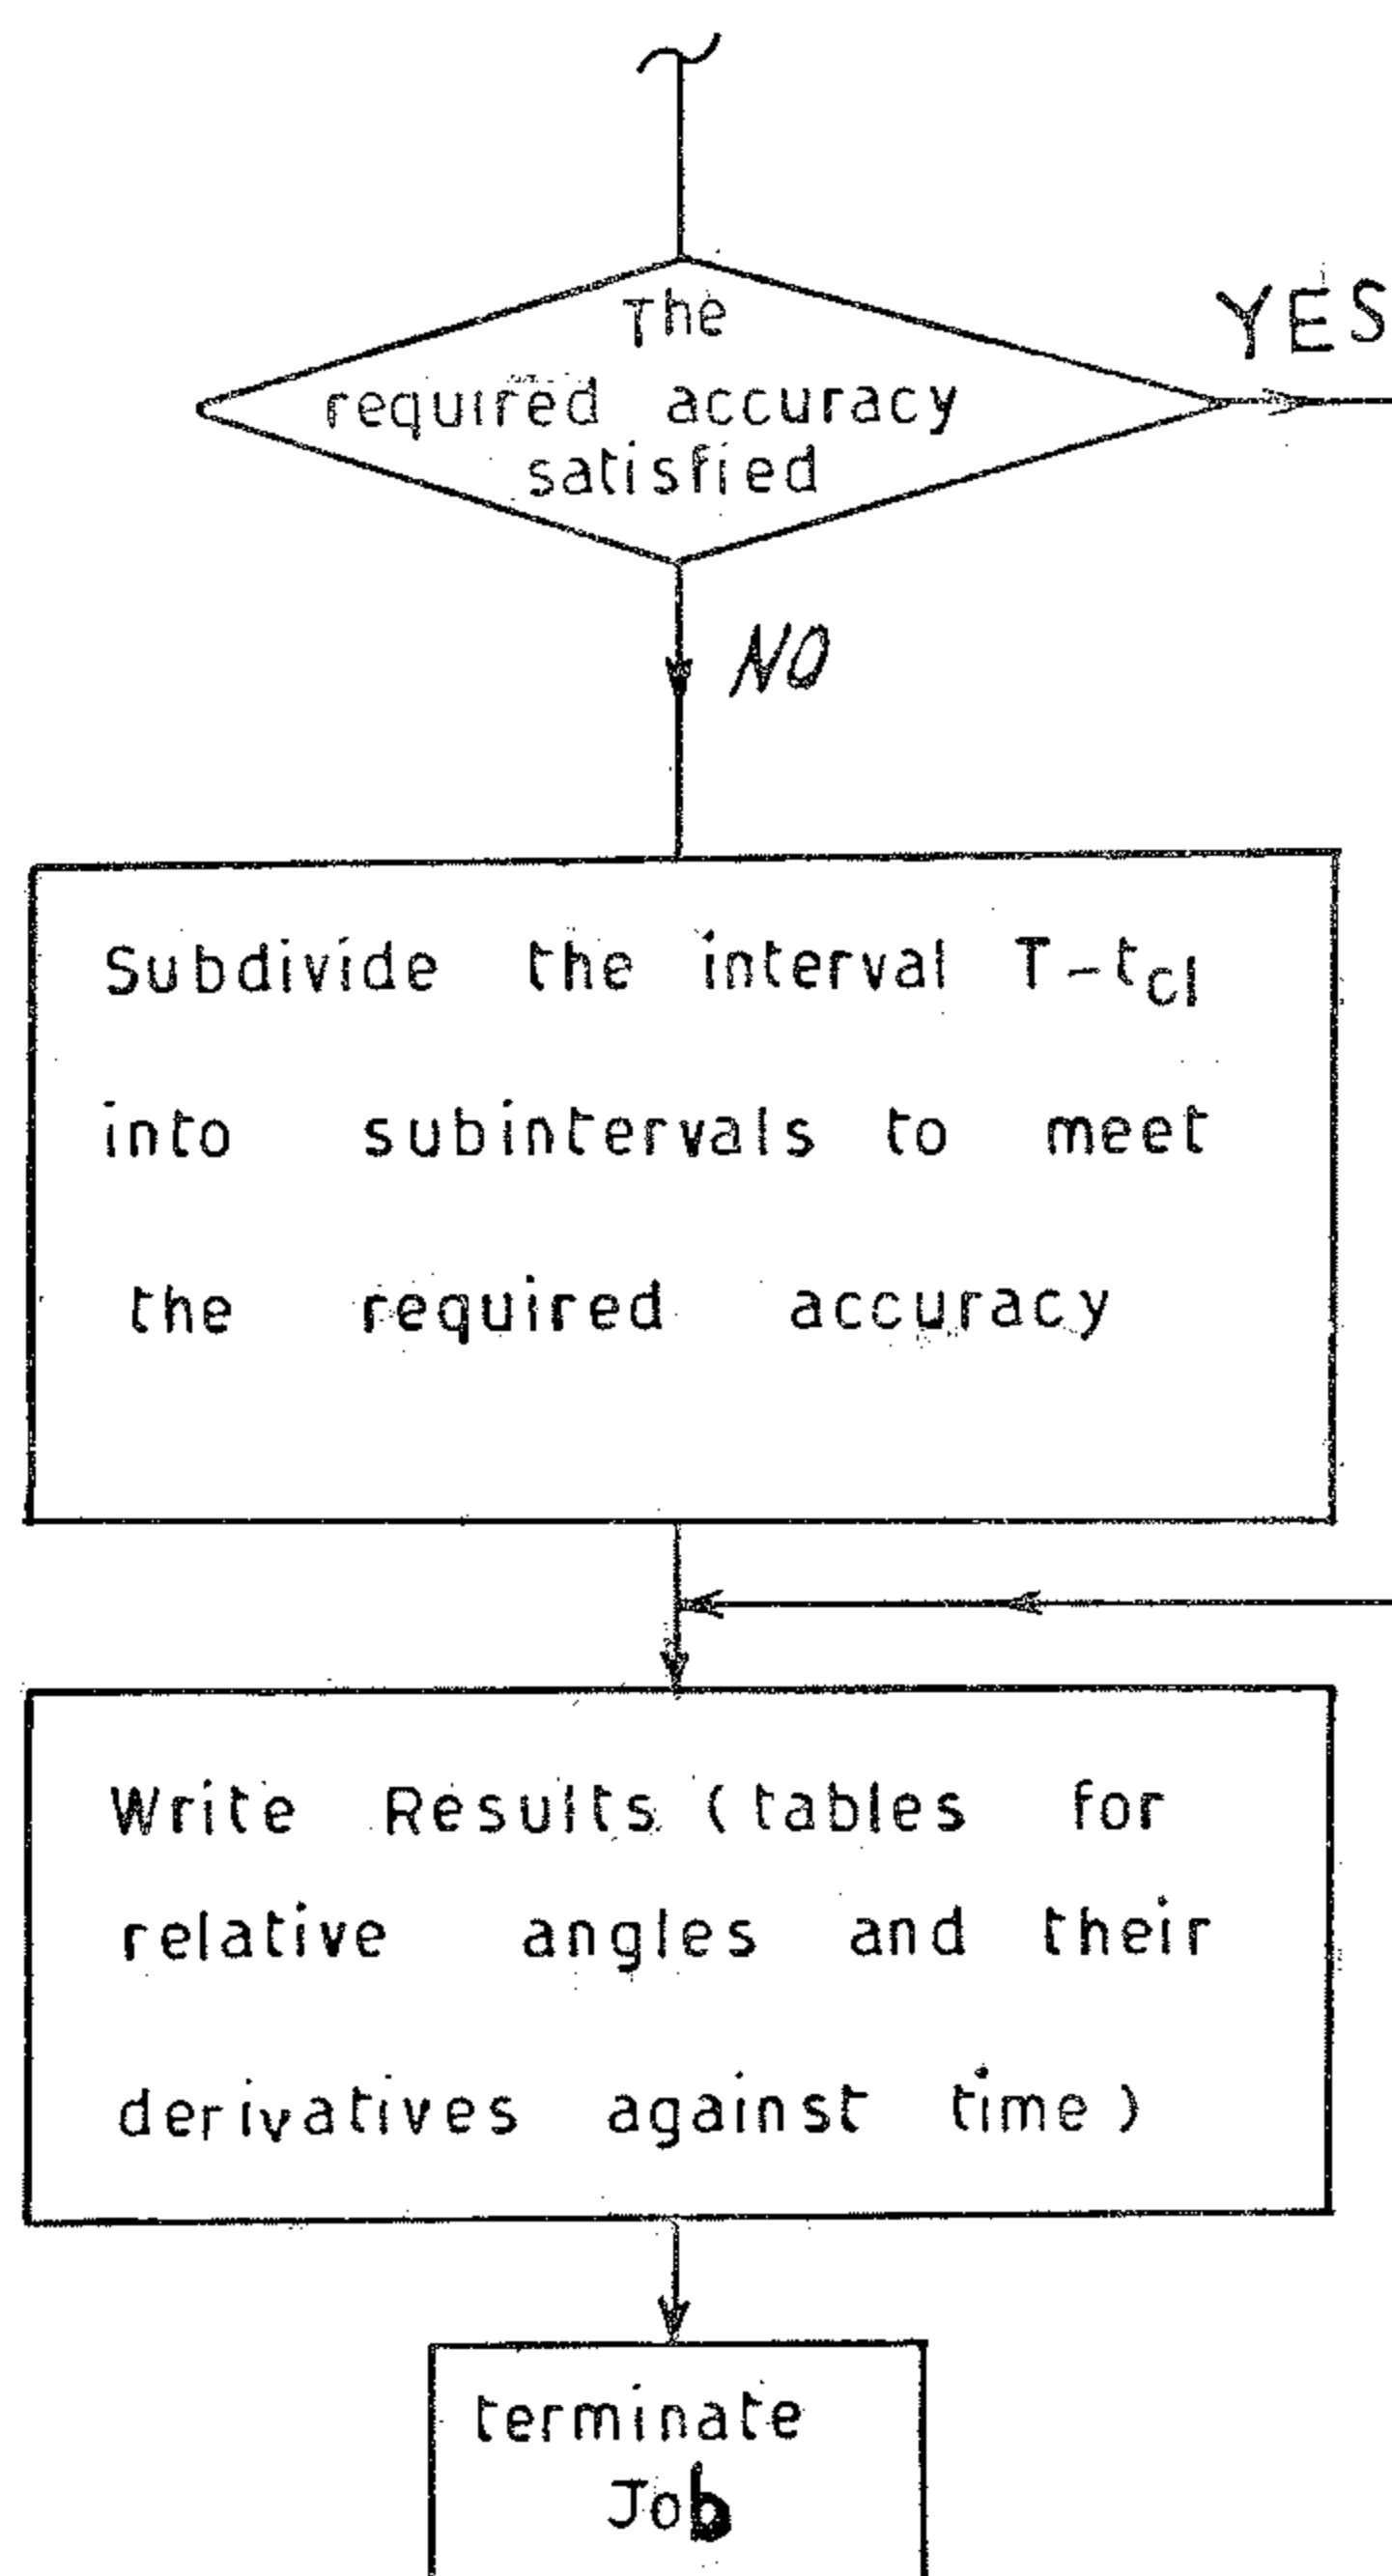 The
required accuracy
satisfied
YES
NO
Subdivide the interval T-t_cl
into subintervals to meet
the required accuracy
Write Results (tables for
relative angles and their
derivatives against time)
terminate
Job